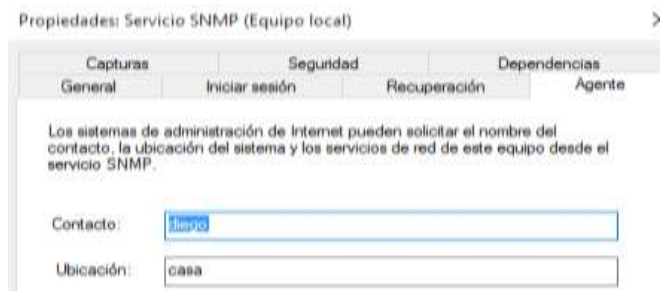 Propiedades: Servicio SNMP (Equipo local)
Capturas Seguridad Dependencias
General Iniciar sesión Recuperación Agente
Los sistemas de administración de Internet pueden solicitar el nombre del
contacto, la ubicación del sistema y los servicios de red de este equipo desde el
servicio SNMP.
Contacto: diego
Ubicación: casa